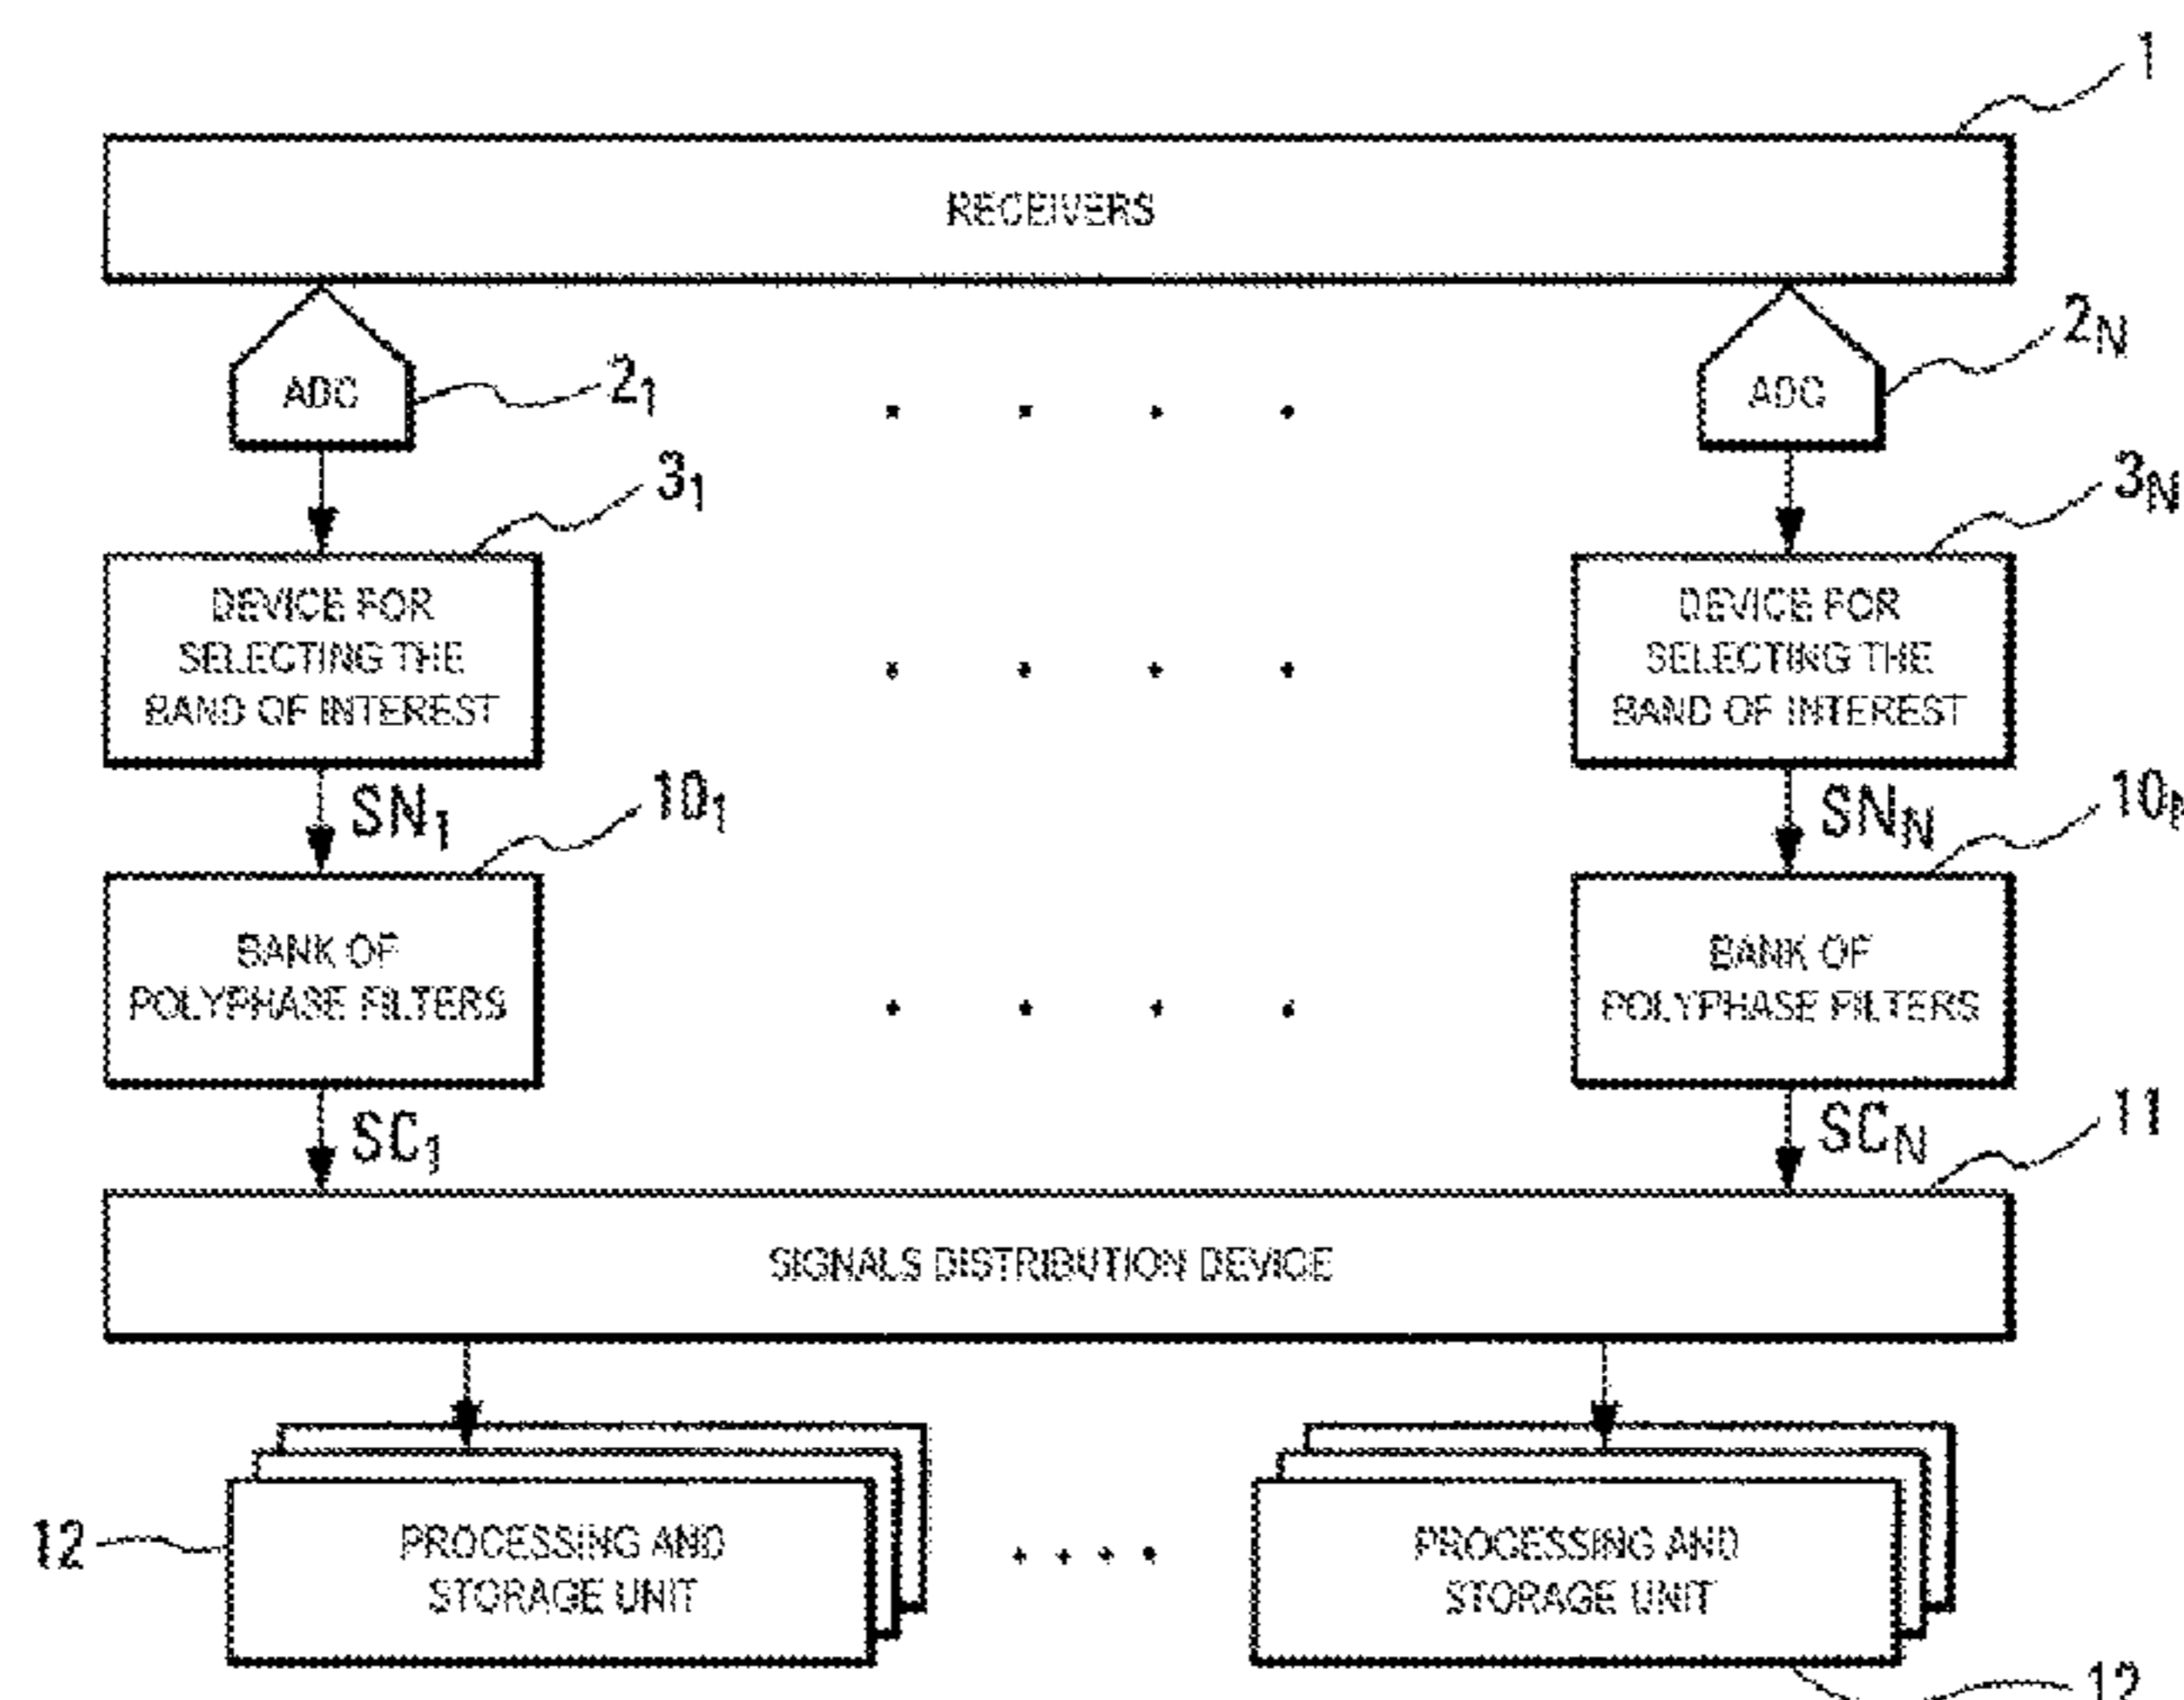 1
RECEIVERS
ADC
2₁
ADC
2N
3₁
3N
DEVICE FOR
SELECTING THE
BAND OF INTEREST
DEVICE FOR
SELECTING THE
BAND OF INTEREST
SN₁
10₁
SNN
10N
BANK OF
POLYPHASE FILTERS
BANK OF
POLYPHASE FILTERS
SC₁
SCN
11
SIGNALS DISTRIBUTION DEVICE
12
PROCESSING AND
STORAGE UNIT
PROCESSING AND
STORAGE UNIT
12